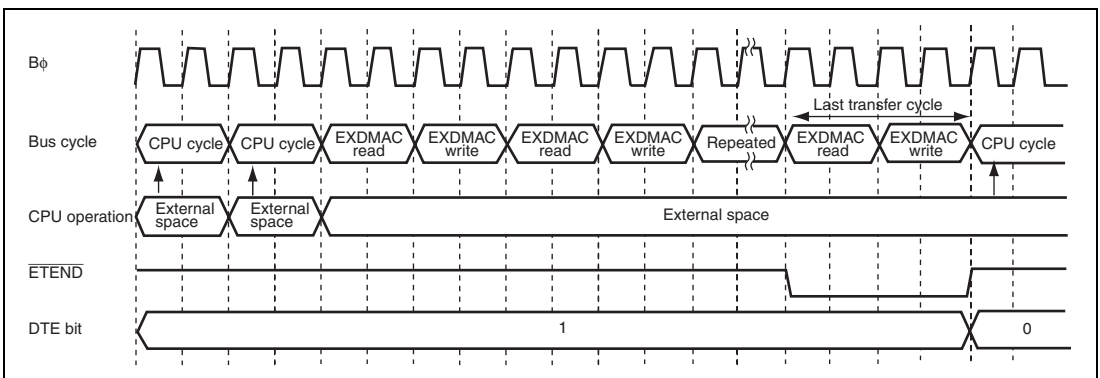 Bφ
Last transfer cycle
Bus cycle CPU cycle CPU cycle EXDMAC read EXDMAC write EXDMAC read EXDMAC write Repeated EXDMAC read EXDMAC write CPU cycle
CPU operation External space External space External space
ETEND
DTE bit 1 0